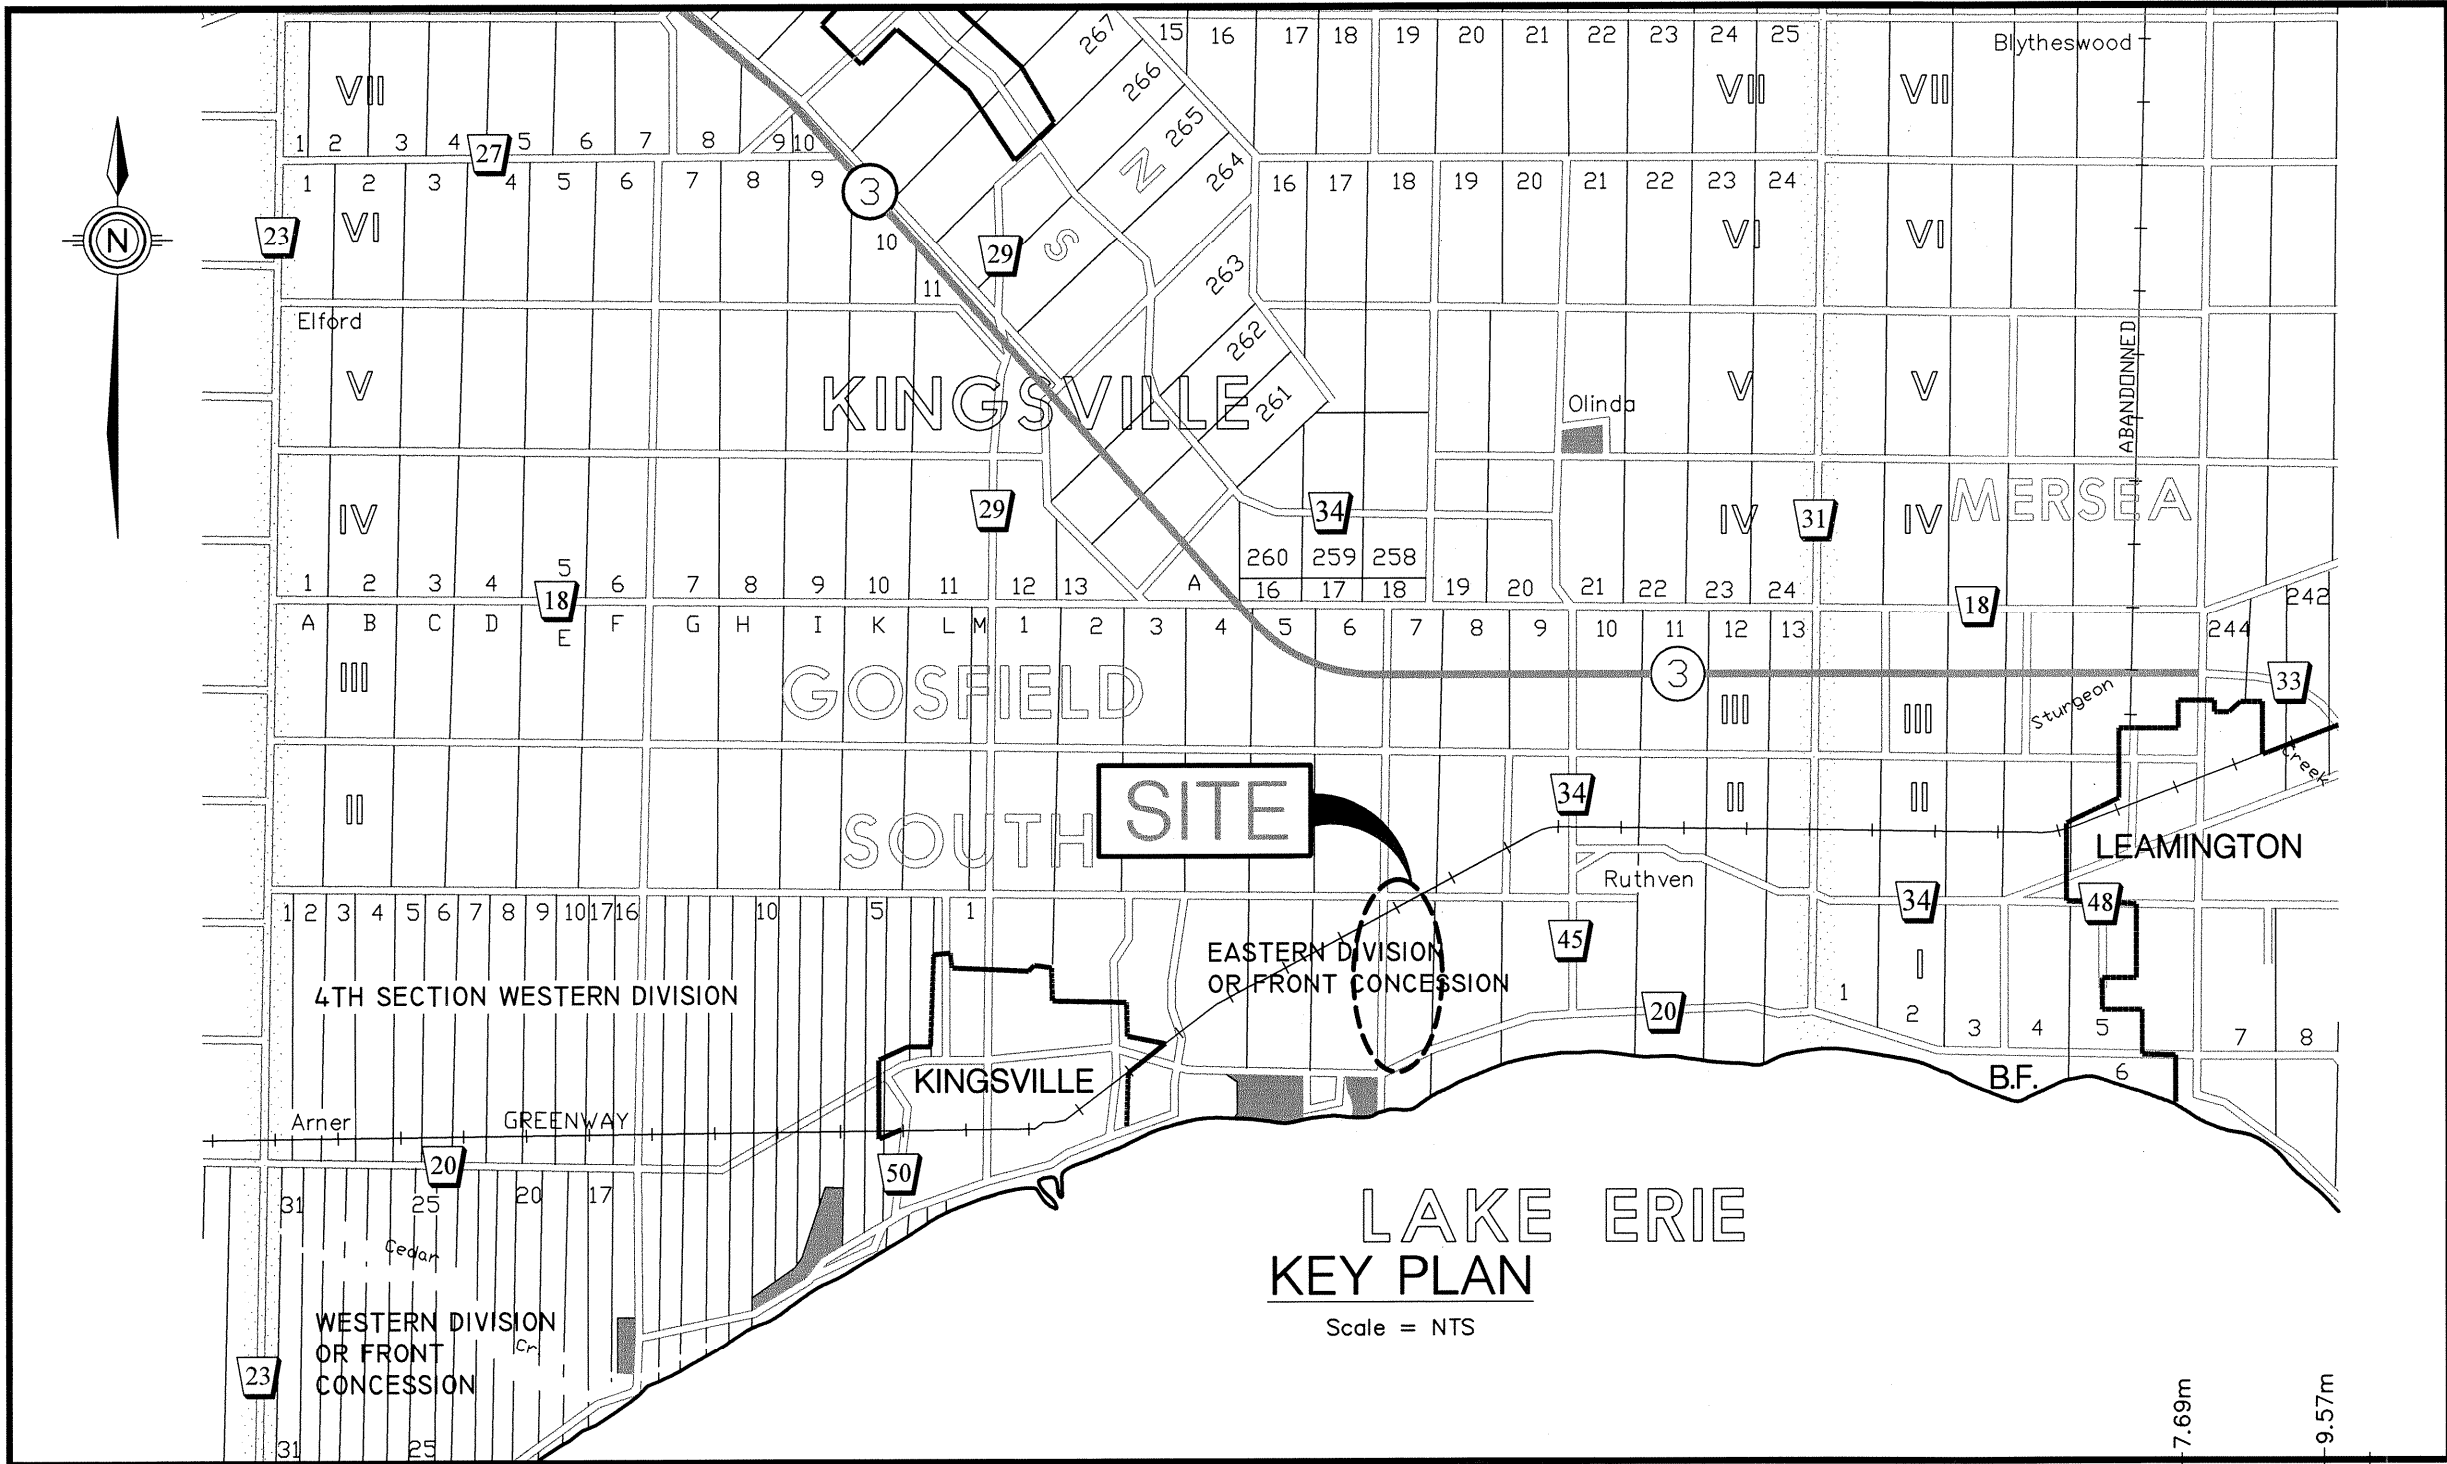 267 15 16 17 18 19 20 21 22 23 24 25 Blytheswood
VII 266 VII VII
1 2 3 4 27 5 6 7 8 9 10 265
1 2 3 4 5 6 7 8 9 3 N 264 16 17 18 19 20 21 22 23 24
23 VI 10 29 S VI VI
N
11 263
Elford 262 ABANDONNED
V KINGSVILLE 261 Olinda V V
IV 29 34 IV 31 IV MERSEA
5 260 259 258
1 2 3 4 18 6 7 8 9 10 11 12 13 A 16 17 18 19 20 21 22 23 24 18 242
A B C D E F G H I K L M 1 2 3 4 5 6 7 8 9 10 11 12 13 244
III GOSFIELD 3 33
III III Sturgeon
Creek
II SOUTH SITE 34 II II
LEAMINGTON
Ruthven
1 2 3 4 5 6 7 8 9 10 17 16 10 5 1 34 48
EASTERN DIVISION 45
OR FRONT CONCESSION I
4TH SECTION WESTERN DIVISION 20 1 2 3 4 5 7 8
KINGSVILLE B.F. 6
Arner GREENWAY
20 50
31 25 20 17
LAKE ERIE
Cedar
Cr.
KEY PLAN
Scale = NTS
WESTERN DIVISION
OR FRONT
CONCESSION
23
31 25
7.69m
9.57m